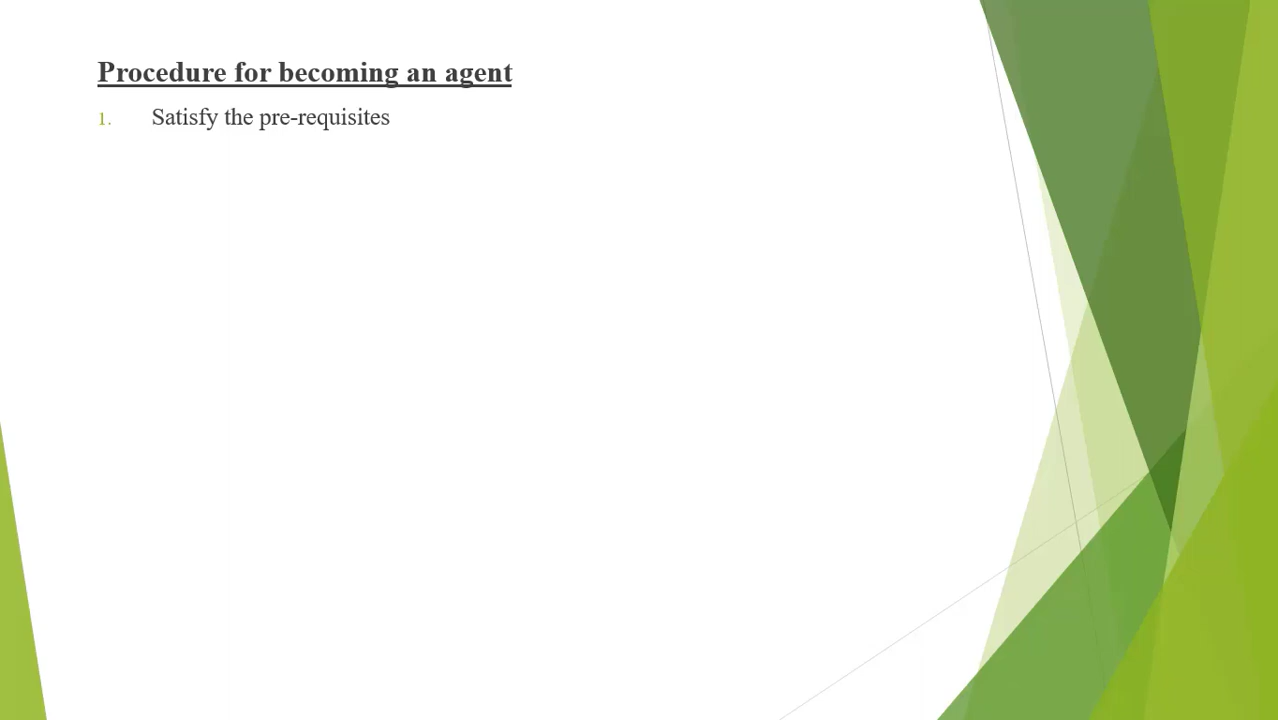 Procedure for becoming an agent
1. Satisfy the pre-requisites